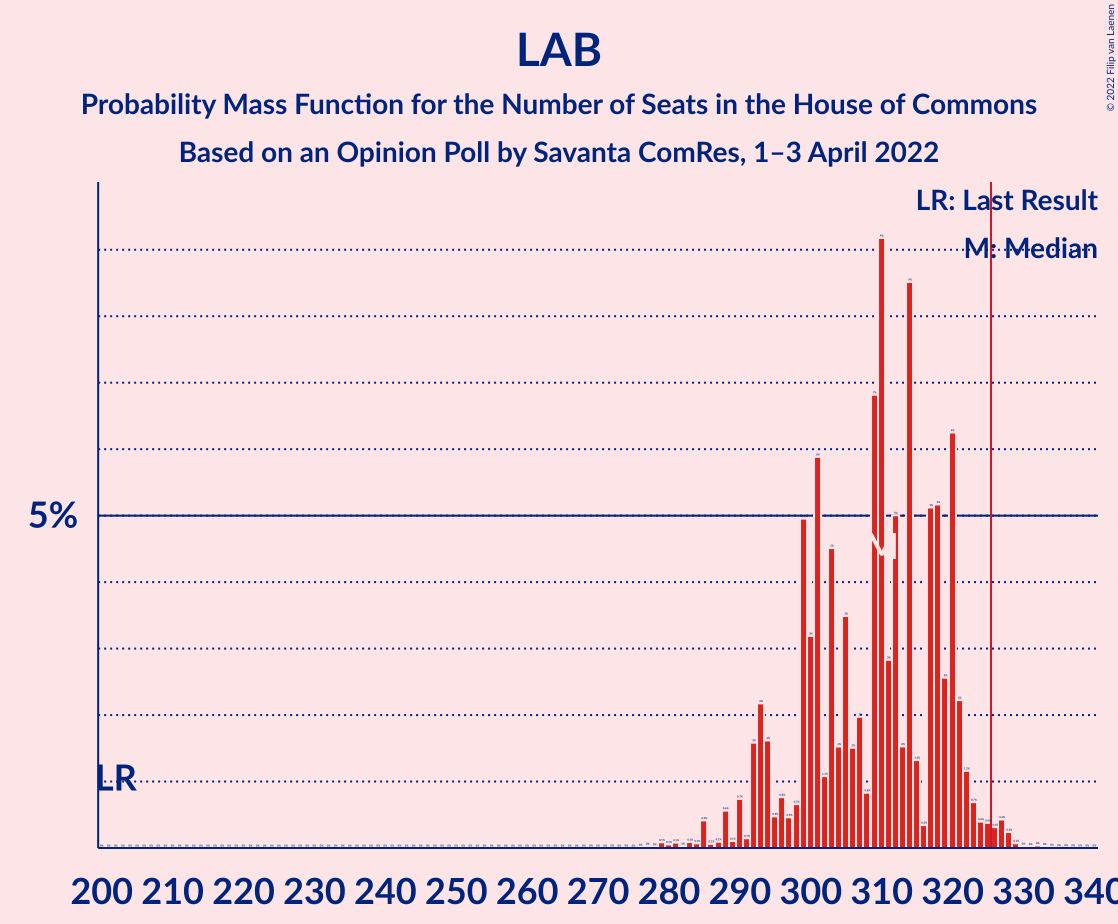 LAB
Probability Mass Function for the Number of Seats in the House of Commons
Based on an Opinion Poll by Savanta ComRes, 1–3 April 2022
© 2022 Filip van Laenen
LR: Last Result
M: Median
5%
M
LR
200 210 220 230 240 250 260 270 280 290 300 310 320 330 340